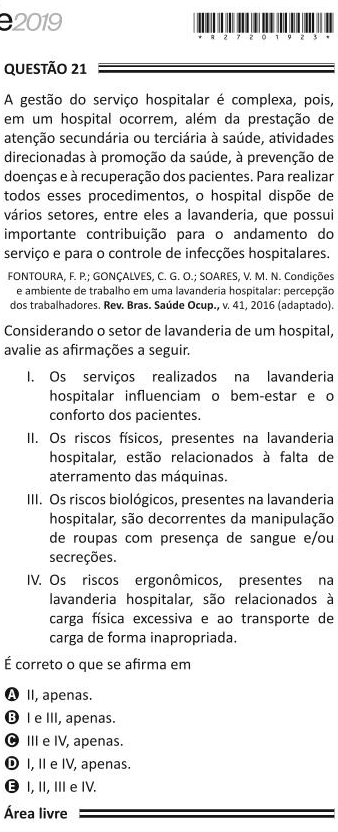 e2019
* R 2 7 2 0 1 9 2 3 *
QUESTÃO 21
A gestão do serviço hospitalar é complexa, pois,
em um hospital ocorrem, além da prestação de
atenção secundária ou terciária à saúde, atividades
direcionadas à promoção da saúde, à prevenção de
doenças e à recuperação dos pacientes. Para realizar
todos esses procedimentos, o hospital dispõe de
vários setores, entre eles a lavanderia, que possui
importante contribuição para o andamento do
serviço e para o controle de infecções hospitalares.
FONTOURA, F. P.; GONÇALVES, C. G. O.; SOARES, V. M. N. Condições
e ambiente de trabalho em uma lavanderia hospitalar: percepção
dos trabalhadores. Rev. Bras. Saúde Ocup., v. 41, 2016 (adaptado).
Considerando o setor de lavanderia de um hospital,
avalie as afirmações a seguir.
I. Os serviços realizados na lavanderia
hospitalar influenciam o bem-estar e o
conforto dos pacientes.
II. Os riscos físicos, presentes na lavanderia
hospitalar, estão relacionados à falta de
aterramento das máquinas.
III. Os riscos biológicos, presentes na lavanderia
hospitalar, são decorrentes da manipulação
de roupas com presença de sangue e/ou
secreções.
IV. Os riscos ergonômicos, presentes na
lavanderia hospitalar, são relacionados à
carga física excessiva e ao transporte de
carga de forma inapropriada.
É correto o que se afirma em
A II, apenas.
B I e III, apenas.
C III e IV, apenas.
D I, II e IV, apenas.
E I, II, III e IV.
Área livre